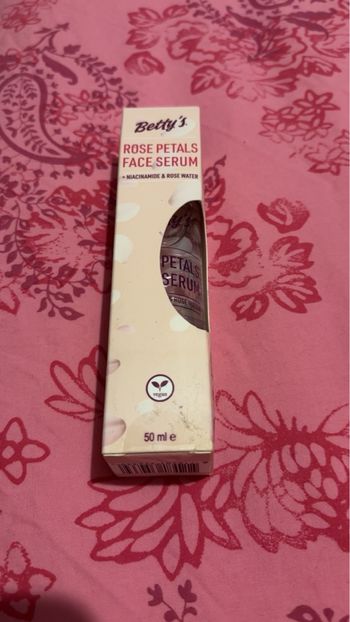 Betty's
ROSE PETALS
FACE SERUM
+ NIACINAMIDE & ROSE WATER
PETALS
SERUM
vegan
50 ml e